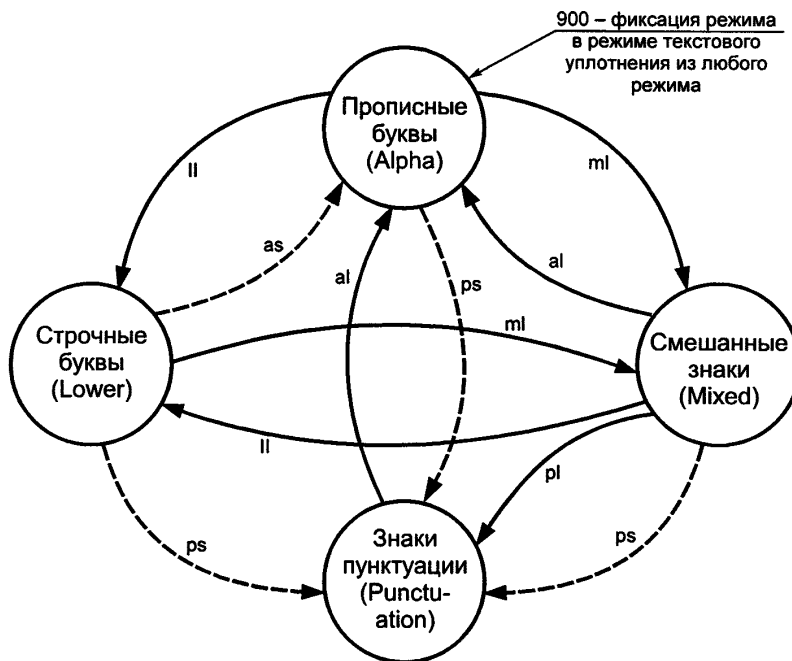 900 – фиксация режима
в режиме текстового
уплотнения из любого
режима
Прописные
буквы
(Alpha)
ll
ml
as
al
al
ps
Строчные
буквы
(Lower)
ml
Смешанные
знаки
(Mixed)
ll
pl
ps
ps
Знаки
пунктуации
(Punctu-
ation)